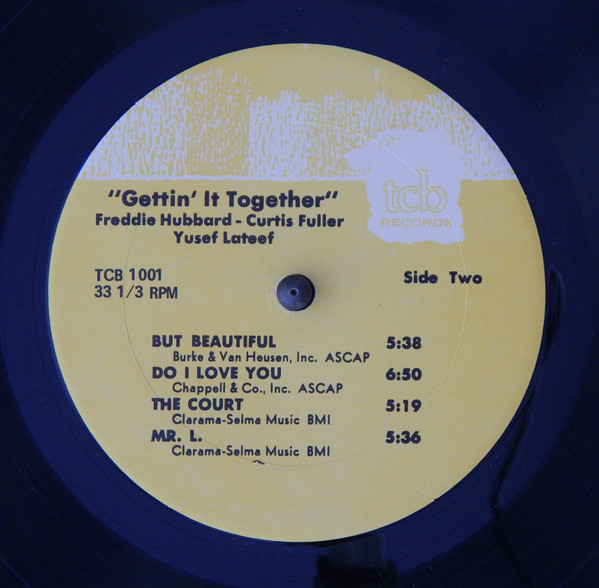 "Gettin' It Together"
Freddie Hubbard - Curtis Fuller
Yusef Lateef
tcb
RECORDS
TCB 1001
33 1/3 RPM
Side Two
BUT BEAUTIFUL 5:38
Burke & Van Heusen, Inc. ASCAP
DO I LOVE YOU 6:50
Chappell & Co., Inc. ASCAP
THE COURT 5:19
Clarama-Selma Music BMI
MR. L. 5:36
Clarama-Selma Music BMI